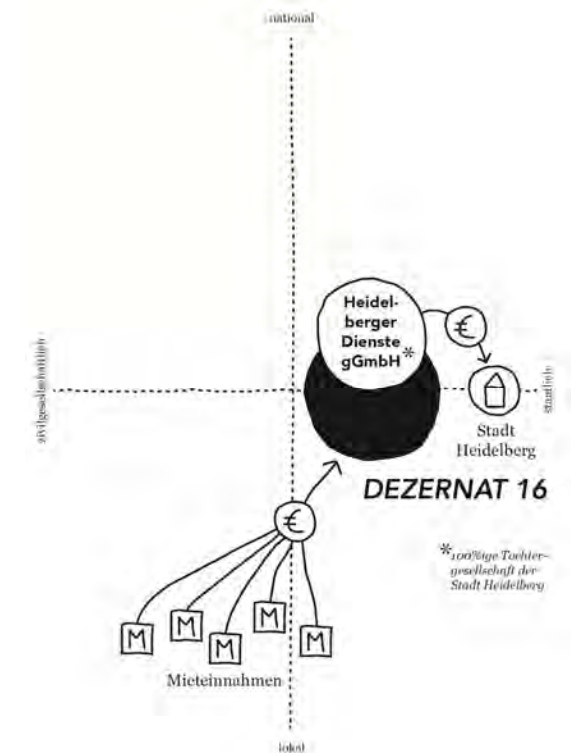 national
Heidel-
berger
Dienste
gGmbH*
€
zivilgesellschaftlich
staatlich
Stadt
Heidelberg
DEZERNAT 16
€
*100%ige Tochter-
gesellschaft der
Stadt Heidelberg
M
M
M
M
M
Mieteinnahmen
lokal